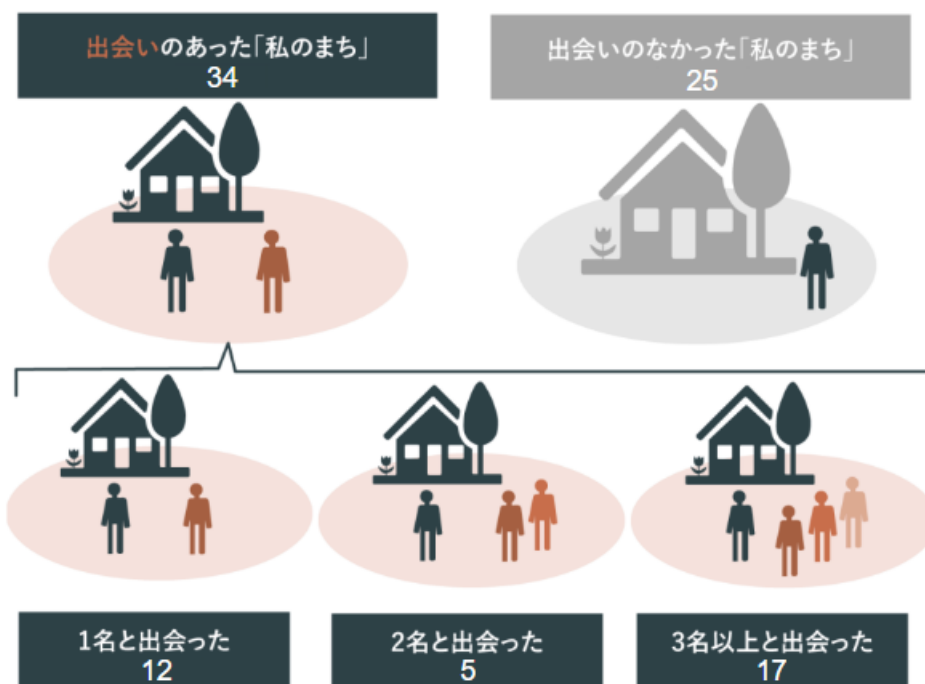 出会いのあった「私のまち」
34
出会いのなかった「私のまち」
25
1名と出会った
12
2名と出会った
5
3名以上と出会った
17